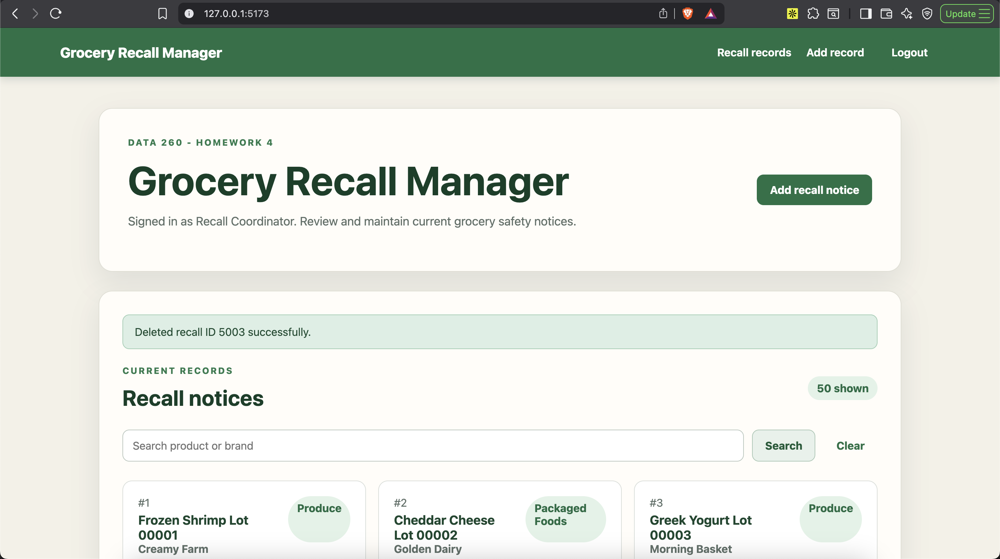 127.0.0.1:5173
Update
Grocery Recall Manager
Recall records
Add record
Logout
DATA 260 - HOMEWORK 4
Grocery Recall Manager
Signed in as Recall Coordinator. Review and maintain current grocery safety notices.
Add recall notice
Deleted recall ID 5003 successfully.
CURRENT RECORDS
Recall notices
50 shown
Search product or brand
Search
Clear
#1
Frozen Shrimp Lot
00001
Creamy Farm
Produce
#2
Cheddar Cheese
Lot 00002
Golden Dairy
Packaged
Foods
#3
Greek Yogurt Lot
00003
Morning Basket
Produce